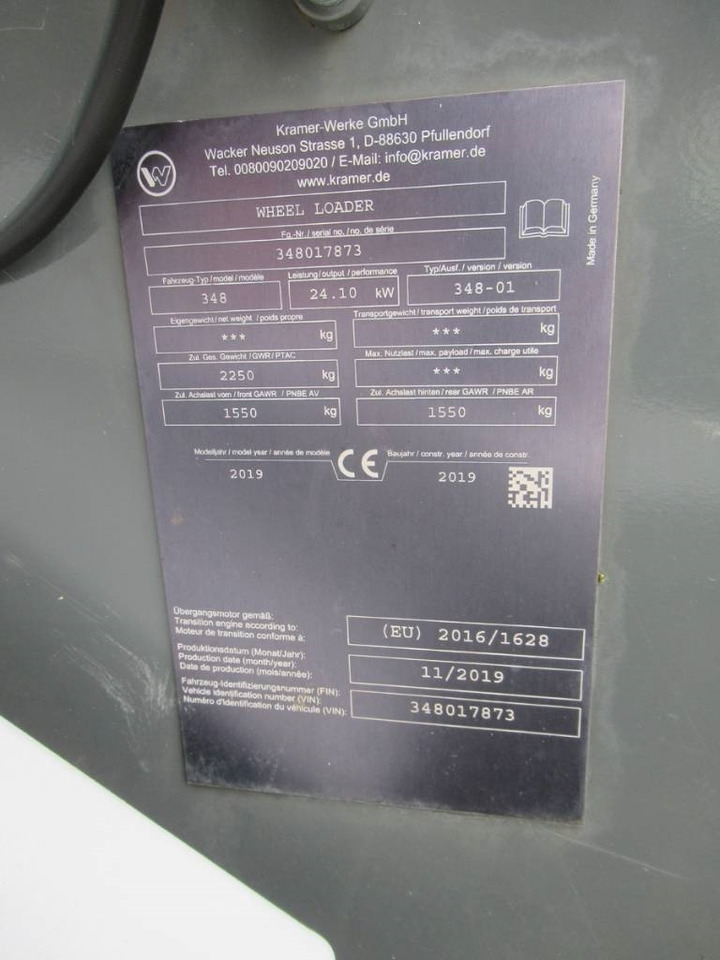 Kramer-Werke GmbH
Wacker Neuson Strasse 1, D-88630 Pfullendorf
Tel. 0080090209020 / E-Mail: info@kramer.de
www.kramer.de
W
WHEEL LOADER
Made in Germany
Fg.-Nr./ serial no./ no. de série
348017873
Fahrzeug-Typ / model / modèle
Leistung / output / performance
Typ/Ausf. / version / version
348
24.10 kW
348-01
Eigengewicht / net weight / poids propre
Transportgewicht / transport weight / poids de transport
*** kg
*** kg
Zul. Ges. Gewicht / GWR / PTAC
Max. Nutzlast / max. payload / max. charge utile
2250 kg
*** kg
Zul. Achslast vorn / front GAWR / PNBE AV
Zul. Achslast hinten / rear GAWR / PNBE AR
1550 kg
1550 kg
Modelljahr / model year / année de modèle
CE
Baujahr / constr. year / année de constr.
2019
2019
Übergangsmotor gemäß:
Transition engine according to:
Moteur de transition conforme à:
(EU) 2016/1628
Produktionsdatum (Monat/Jahr):
Production date (month/year):
Date de production (mois/année):
11/2019
Fahrzeug-Identifizierungsnummer (FIN):
Vehicle identification number (VIN):
Numéro d'identification du véhicule (VIN):
348017873